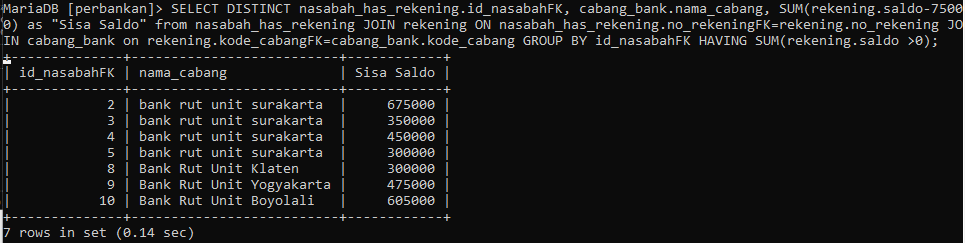 MariaDB [perbankan]> SELECT DISTINCT nasabah_has_rekening.id_nasabahFK, cabang_bank.nama_cabang, SUM(rekening.saldo-7500
0) as "Sisa Saldo" from nasabah_has_rekening JOIN rekening ON nasabah_has_rekening.no_rekeningFK=rekening.no_rekening JO
IN cabang_bank on rekening.kode_cabangFK=cabang_bank.kode_cabang GROUP BY id_nasabahFK HAVING SUM(rekening.saldo >0);
+--------------+--------------------------+------------+
| id_nasabahFK | nama_cabang              | Sisa Saldo |
+--------------+--------------------------+------------+
|            2 | bank rut unit surakarta  |     675000 |
|            3 | bank rut unit surakarta  |     350000 |
|            4 | bank rut unit surakarta  |     450000 |
|            5 | bank rut unit surakarta  |     300000 |
|            8 | Bank Rut Unit Klaten     |     300000 |
|            9 | Bank Rut Unit Yogyakarta |     475000 |
|           10 | Bank Rut Unit Boyolali   |     605000 |
+--------------+--------------------------+------------+
7 rows in set (0.14 sec)